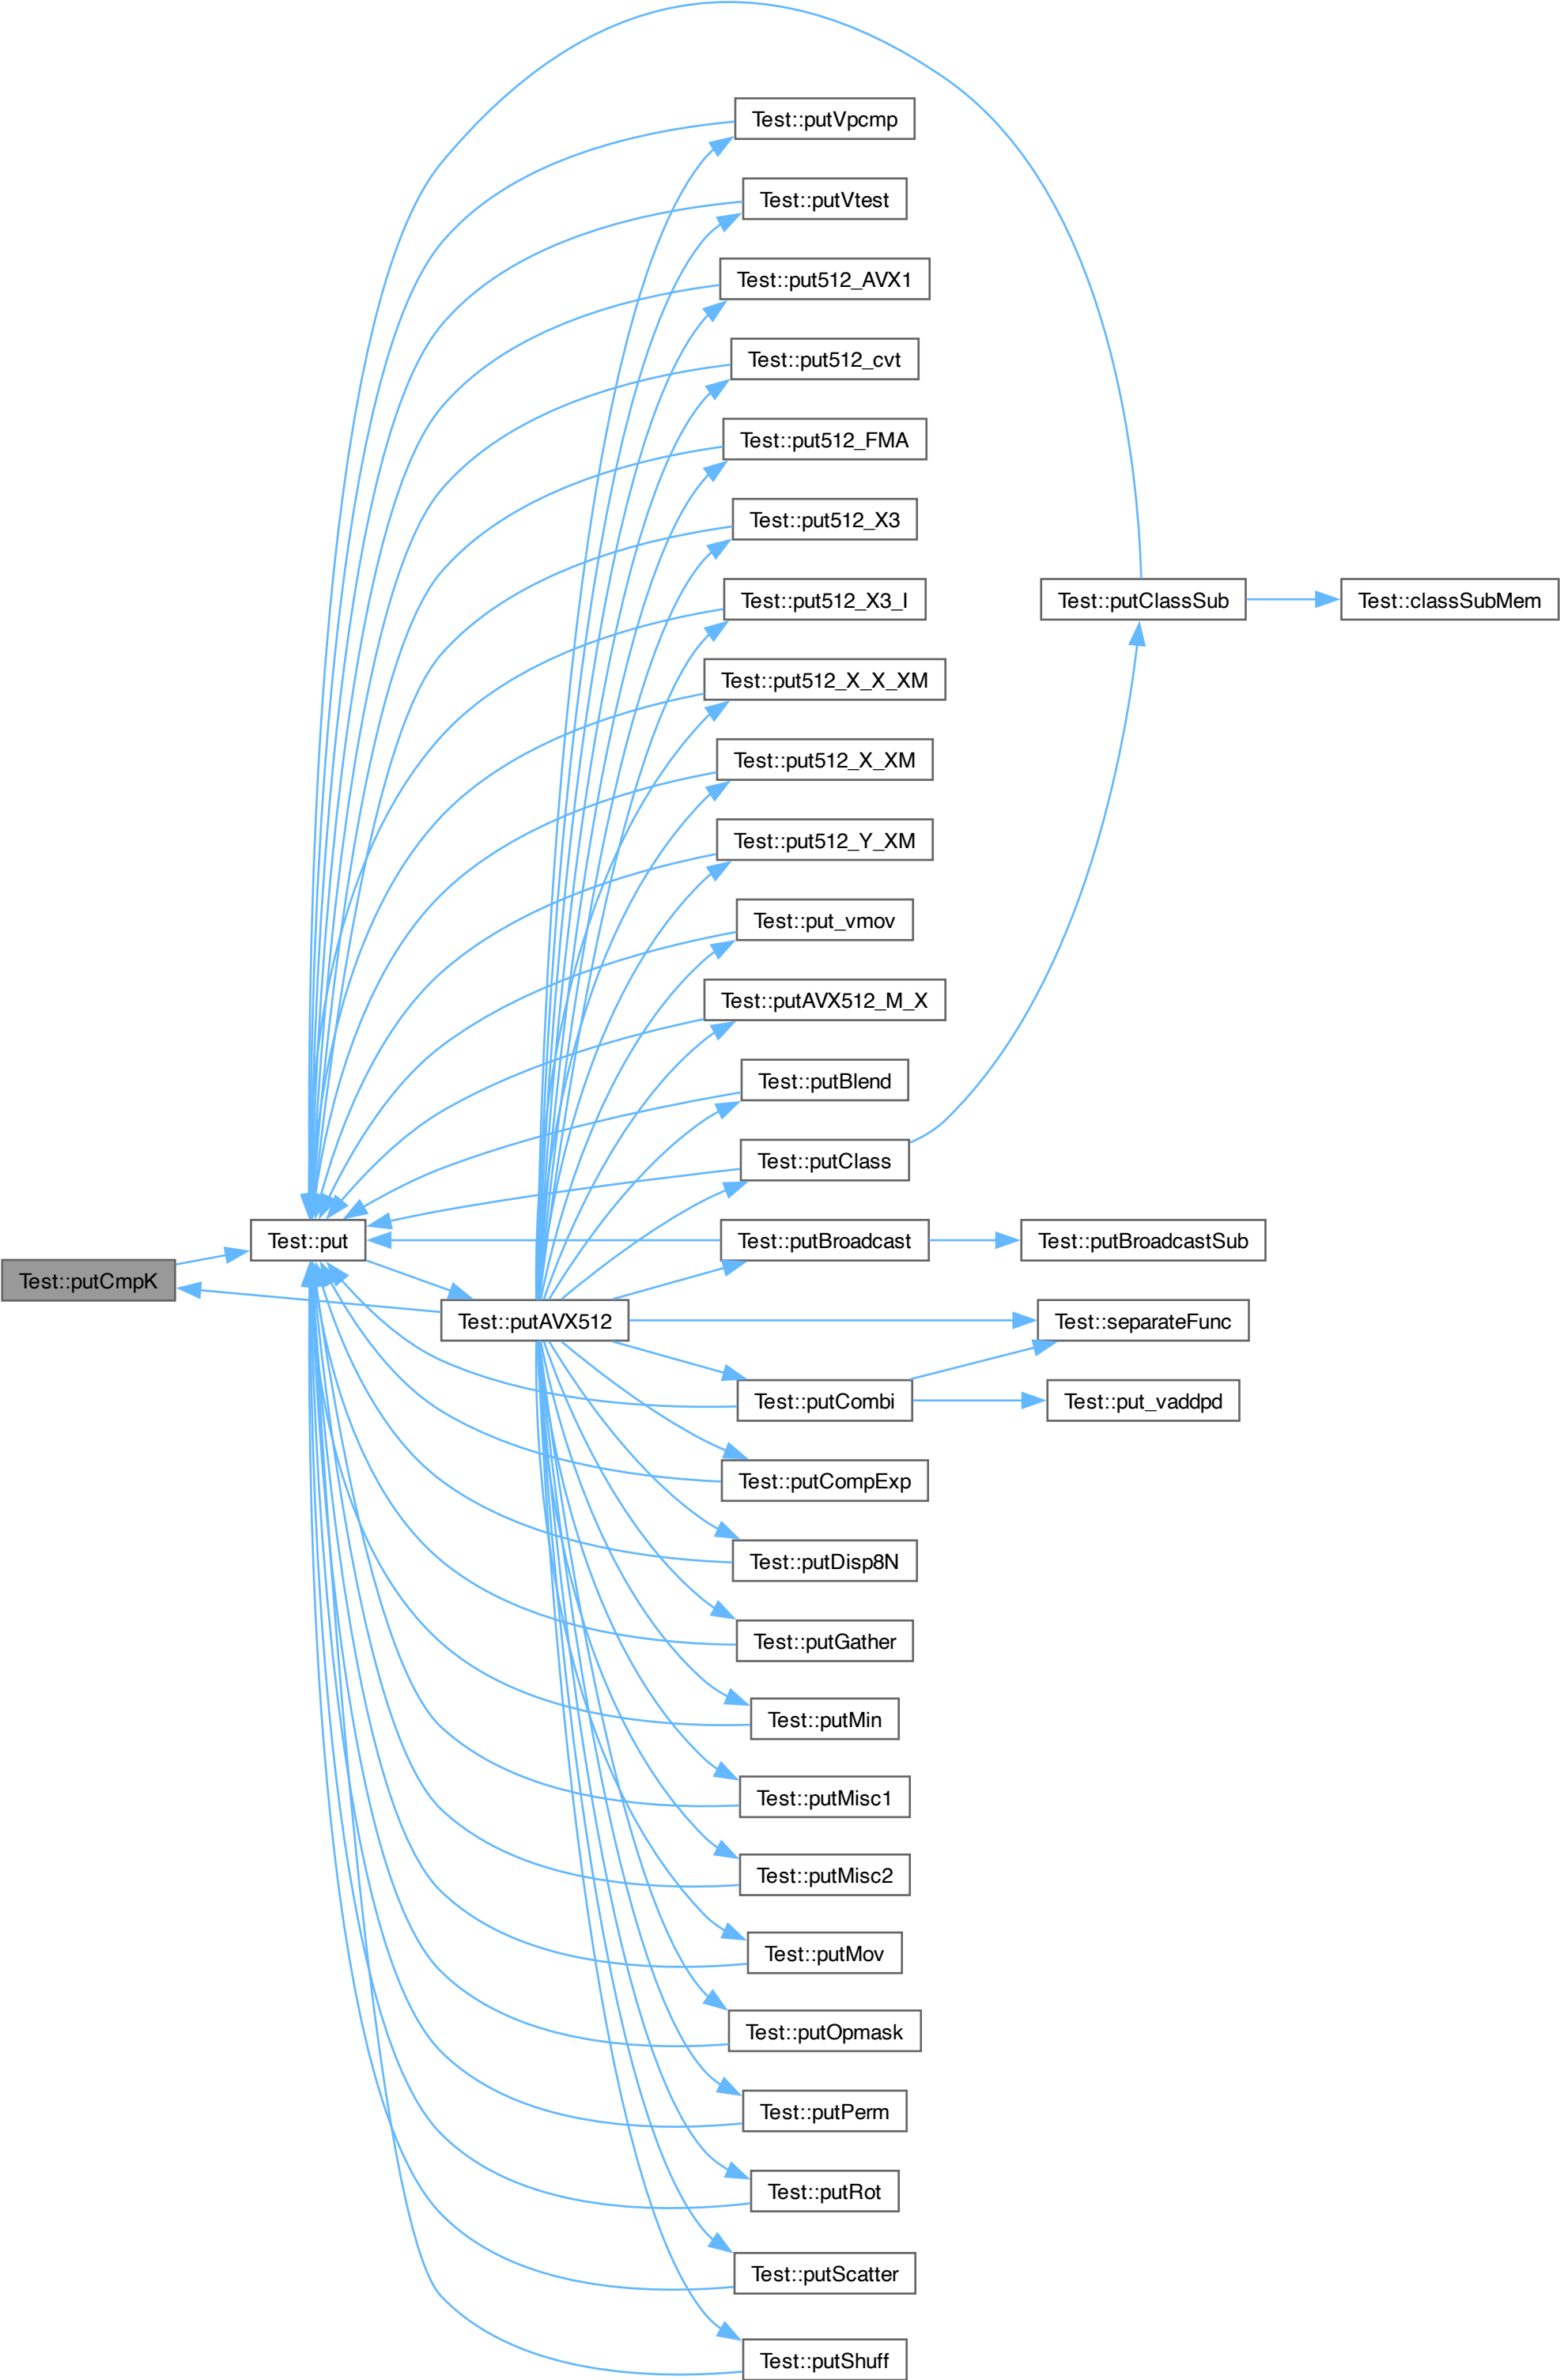 Test::putVpcmp
Test::putVtest
Test::put512_AVX1
Test::put512_cvt
Test::put512_FMA
Test::put512_X3
Test::put512_X3_I
Test::putClassSub
Test::classSubMem
Test::put512_X_X_XM
Test::put512_X_XM
Test::put512_Y_XM
Test::put_vmov
Test::putAVX512_M_X
Test::putBlend
Test::putClass
Test::put
Test::putBroadcast
Test::putBroadcastSub
Test::putCmpK
Test::putAVX512
Test::separateFunc
Test::putCombi
Test::put_vaddpd
Test::putCompExp
Test::putDisp8N
Test::putGather
Test::putMin
Test::putMisc1
Test::putMisc2
Test::putMov
Test::putOpmask
Test::putPerm
Test::putRot
Test::putScatter
Test::putShuff